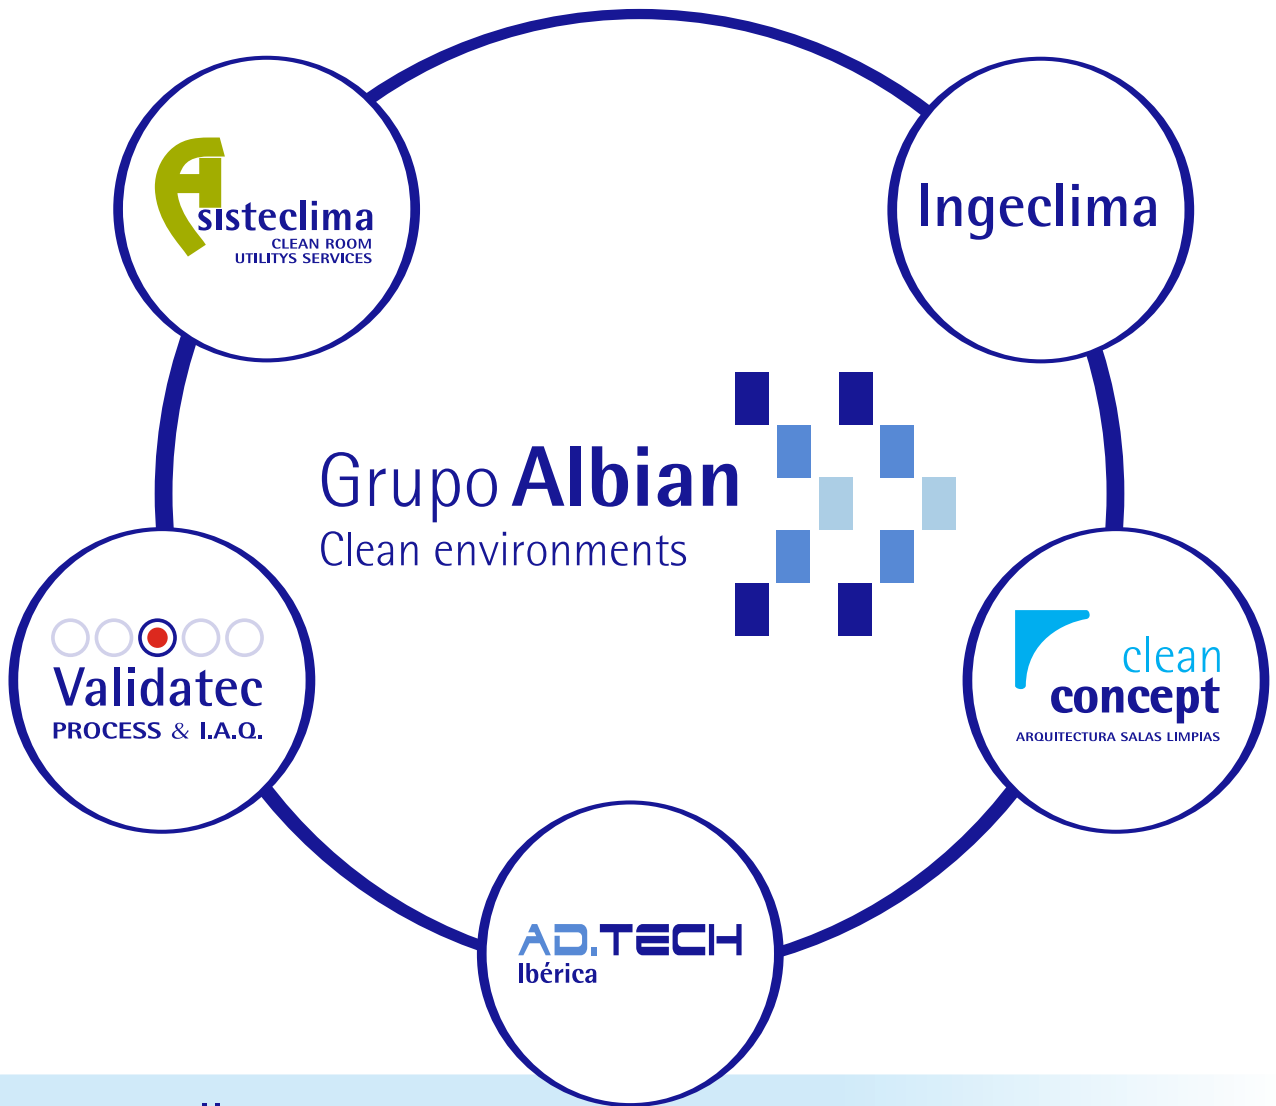 sisteclima
CLEAN ROOM
UTILITYS SERVICES
Ingeclima
Grupo Albian
Clean environments
Validatec
PROCESS & I.A.Q.
clean
concept
ARQUITECTURA SALAS LIMPIAS
AD.TECH
Ibérica